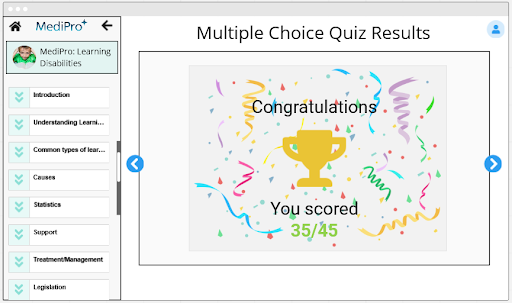 MediPro+
MediPro: Learning
Disabilities
Introduction
Understanding Learni...
Common types of lear...
Causes
Statistics
Support
Treatment/Management
Legislation
Multiple Choice Quiz Results
Congratulations
You scored
35/45